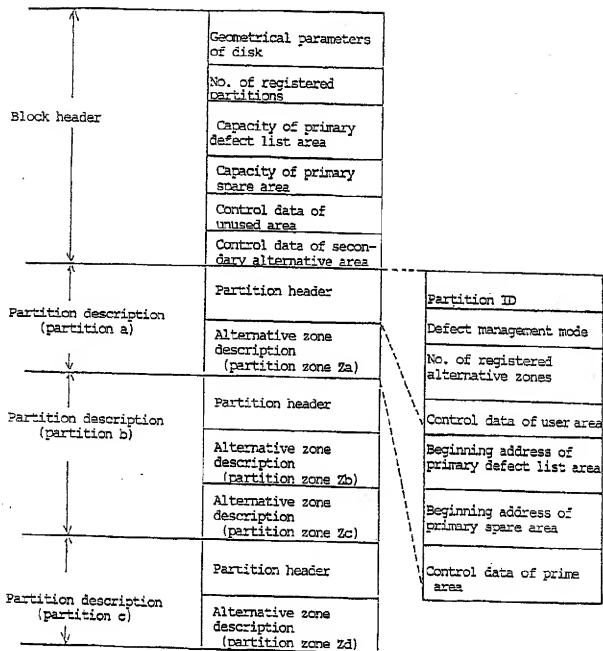 Block header
Geometrical parameters
of disk
No. of registered
partitions
Capacity of primary
defect list area
Capacity of primary
spare area
Control data of
unused area
Control data of secon-
dary alternative area
Partition description
(partition a)
Partition header
Alternative zone
description
(partition zone Za)
Partition description
(partition b)
Partition header
Alternative zone
description
(partition zone Zb)
Alternative zone
description
(partition zone Zc)
Partition description
(partition c)
Partition header
Alternative zone
description
(partition zone Zd)
Partition ID
Defect management mode
No. of registered
alternative zones
Control data of user area
Beginning address of
primary defect list area
Beginning address of
primary spare area
Control data of prime
area